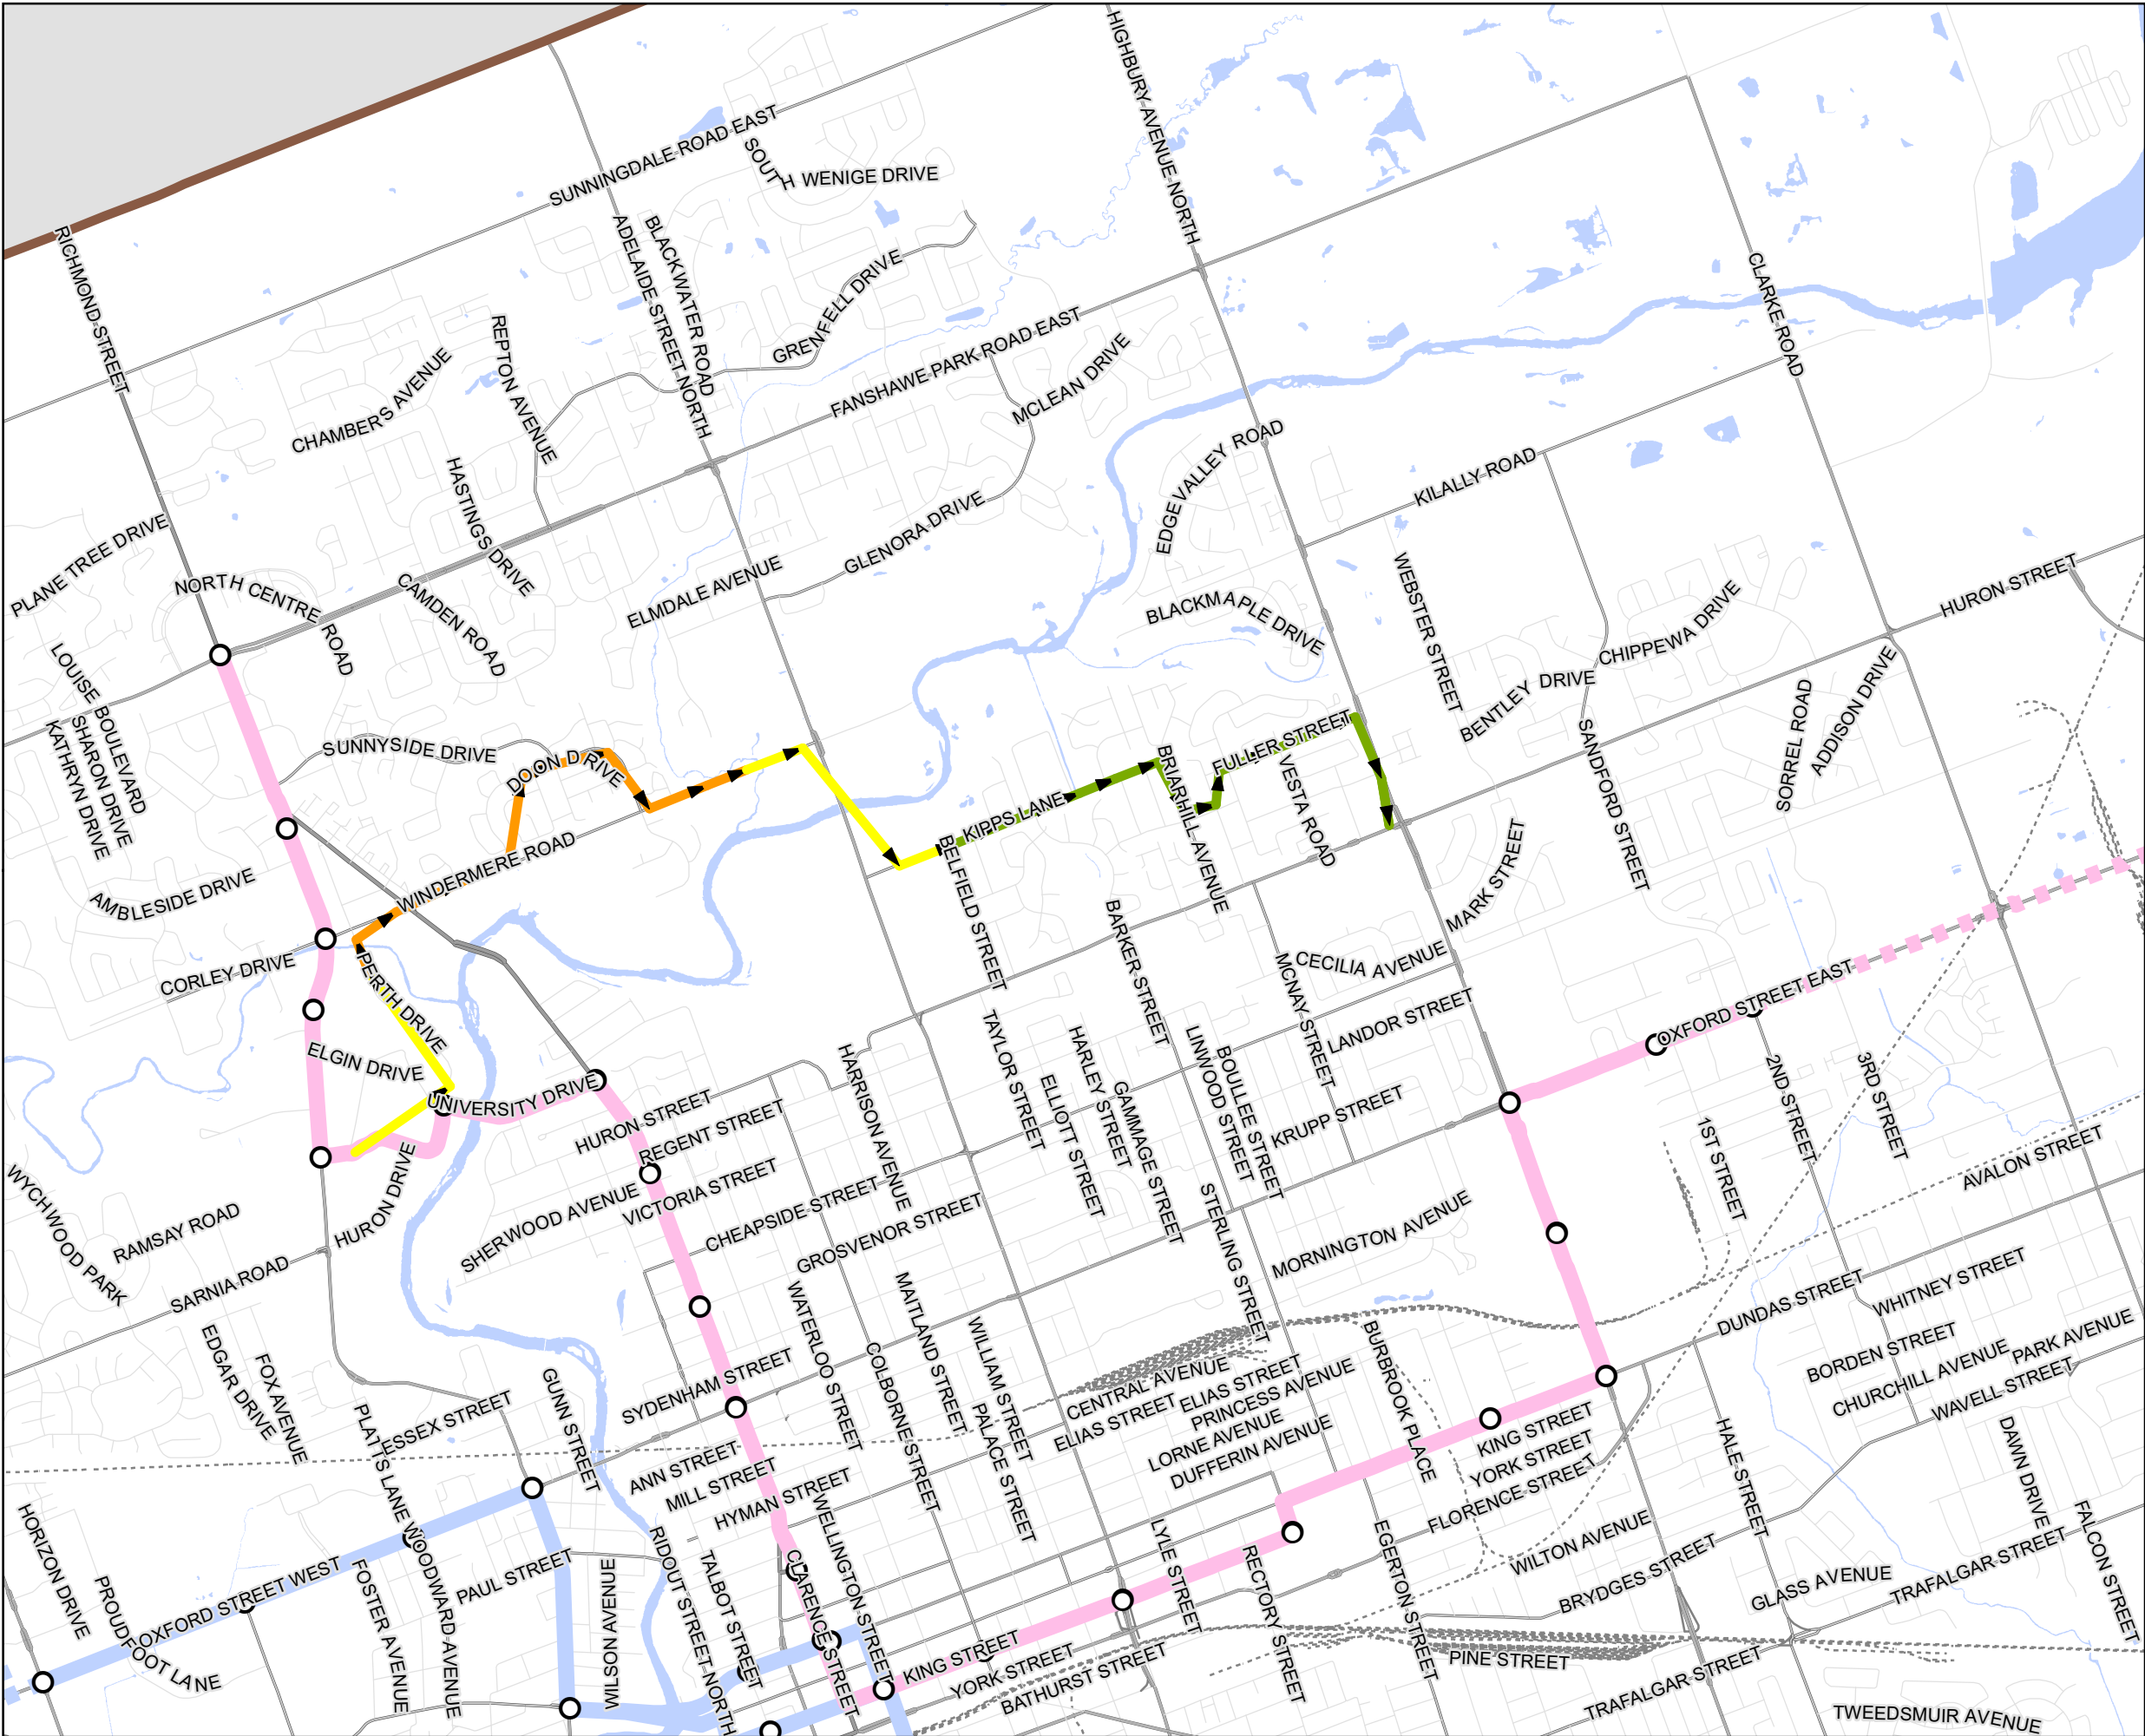 HIGHBURY AVENUE NORTH
SUNNINGDALE ROAD EAST
SOUTH WENIGE DRIVE
RICHMOND STREET
ADELAIDE STREET NORTH
BLACKWATER ROAD
GRENFELL DRIVE
CLARKE ROAD
REPTON AVENUE
FANSHAWE PARK ROAD EAST
MCLEAN DRIVE
CHAMBERS AVENUE
HASTINGS DRIVE
EDGE VALLEY ROAD
KILALLY ROAD
PLANE TREE DRIVE
GLENORA DRIVE
NORTH CENTRE ROAD
CAMDEN ROAD
ELMDALE AVENUE
WEBSTER STREET
BLACKMAPLE DRIVE
HURON STREET
CHIPPEWA DRIVE
LOUISE BOULEVARD
SHARON DRIVE
KATHRYN DRIVE
BENTLEY DRIVE
ADDISON DRIVE
SORREL ROAD
SUNNYSIDE DRIVE
DOON DRIVE
FULLER STREET
BRIARHILL AVENUE
VESTA ROAD
SANDFORD STREET
KIPPS LANE
WINDERMERE ROAD
BELFIELD STREET
AMBLESIDE DRIVE
MARK STREET
BARKER STREET
CORLEY DRIVE
PERTH DRIVE
CECILIA AVENUE
MCNAY STREET
OXFORD STREET EAST
LANDOR STREET
TAYLOR STREET
ELGIN DRIVE
UNIVERSITY DRIVE
HARRISON AVENUE
HARLEY STREET
LINWOOD STREET
BOULLEE STREET
2ND STREET
3RD STREET
ELLIOTT STREET
GAMMAGE STREET
HURON STREET
REGENT STREET
KRUPP STREET
1ST STREET
AVALON STREET
HURON DRIVE
WYCHWOOD PARK
RAMSAY ROAD
SHERWOOD AVENUE
VICTORIA STREET
CHEAPSIDE STREET
GROSVENOR STREET
STERLING STREET
MORNINGTON AVENUE
SARNIA ROAD
WATERLOO STREET
MAITLAND STREET
WILLIAM STREET
DUNDAS STREET
WHITNEY STREET
EDGAR DRIVE
FOX AVENUE
GUNN STREET
SYDENHAM STREET
COLBORNE STREET
PALACE STREET
CENTRAL AVENUE
ELIAS STREET
ELIAS STREET
PRINCESS AVENUE
LORNE AVENUE
DUFFERIN AVENUE
BURBROOK PLACE
BORDEN STREET
PARK AVENUE
CHURCHILL AVENUE
WAVELL STREET
PLATTS LANE
ESSEX STREET
ANN STREET
MILL STREET
HYMAN STREET
KING STREET
YORK STREET
FLORENCE STREET
HALE STREET
DAWN DRIVE
HORIZON DRIVE
WOODWARD AVENUE
WELLINGTON STREET
FALCON STREET
OXFORD STREET WEST
PROUDFOOT LANE
FOSTER AVENUE
PAUL STREET
WILSON AVENUE
RIDOUT STREET NORTH
TALBOT STREET
CLARENCE STREET
LYLE STREET
RECTORY STREET
EGERTON STREET
WILTON AVENUE
BRYDGES STREET
GLASS AVENUE
TRAFALGAR STREET
KING STREET
YORK STREET
BATHURST STREET
PINE STREET
TRAFALGAR STREET
TWEEDSMUIR AVENUE